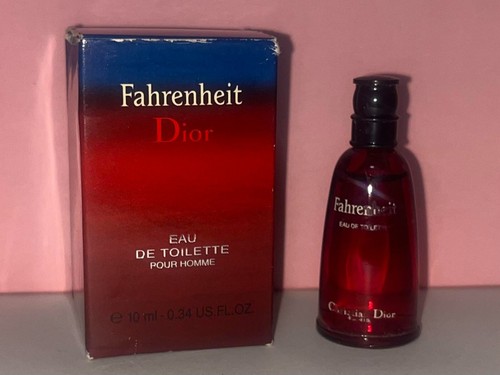 Fahrenheit
Dior
EAU
DE TOILETTE
POUR HOMME
℮ 10 ml - 0.34 US FL.OZ
Fahrenheit
EAU DE TOILETTE
Christian Dior